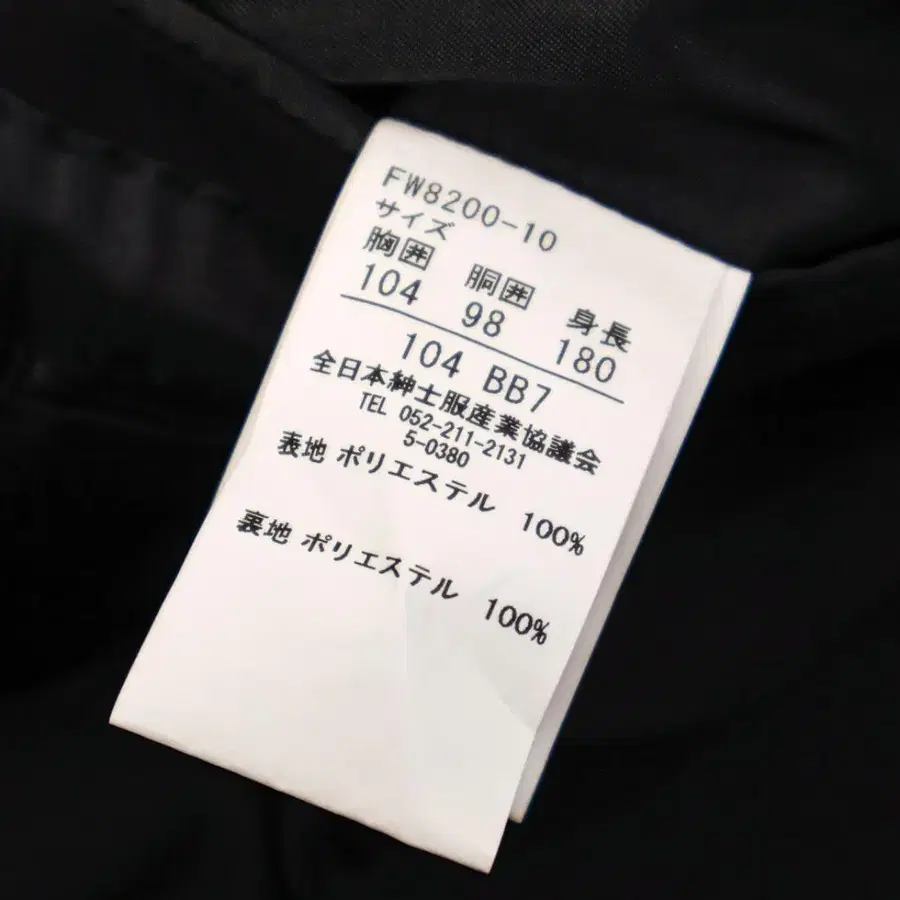 FW8200-10
サイズ
胸囲 胴囲 身長
104 98 180
104 BB7
全日本紳士服産業協議会
TEL 052-211-2131
5-0380
表地 ポリエステル 100%
裏地 ポリエステル 100%